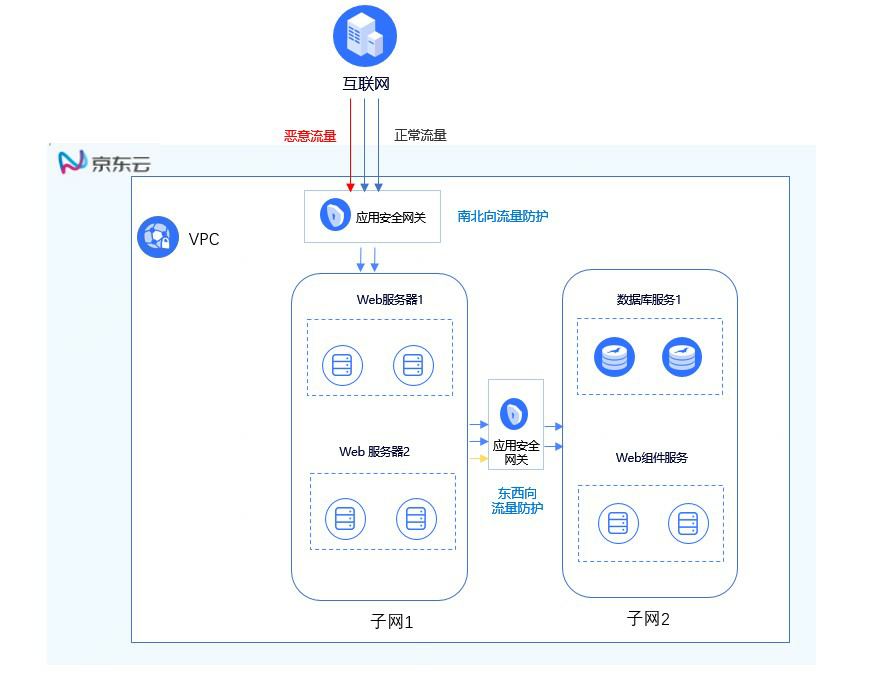 互联网
恶意流量
正常流量
京东云
应用安全网关
南北向流量防护
VPC
Web服务器1
数据库服务1
应用安全
网关
Web 服务器2
Web组件服务
东西向
流量防护
子网1
子网2